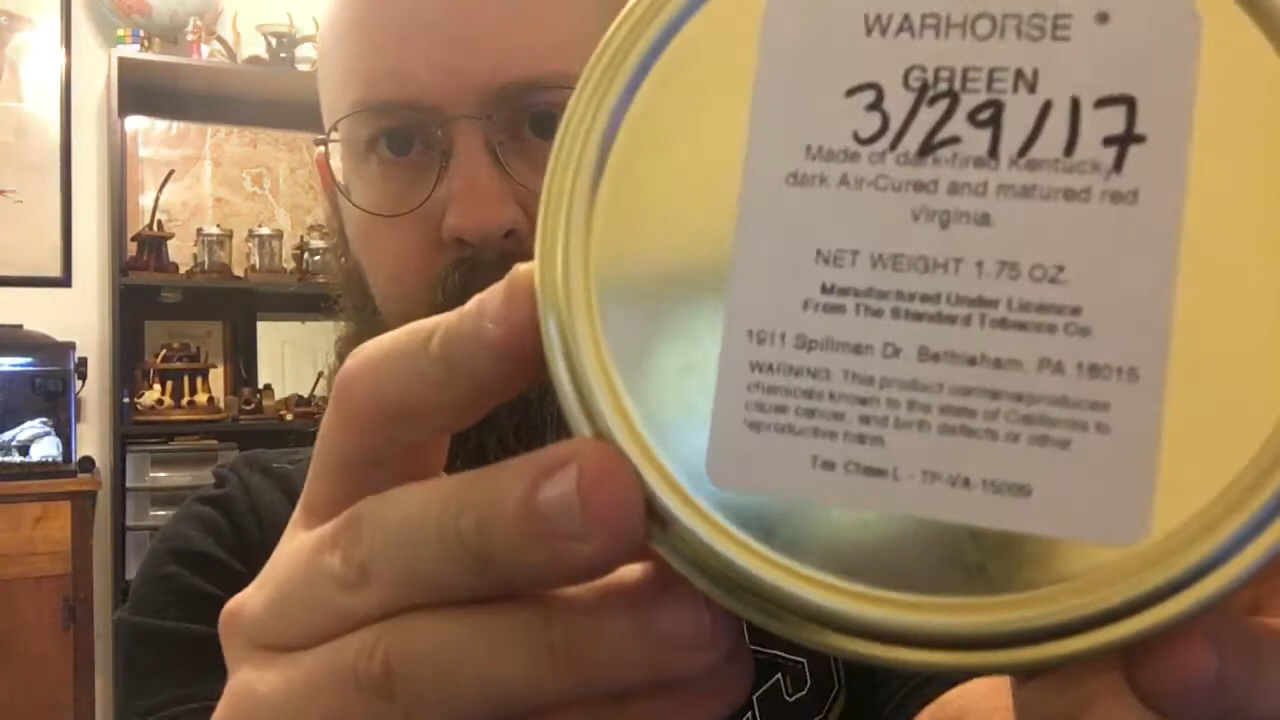 WARHORSE
GREEN
3/29/17
Made of dark-fired Kentucky,
dark Air-Cured and matured red
Virginia.
NET WEIGHT 1.75 OZ.
Manufactured Under Licence
From The Standard Tobacco Co.
1911 Spillman Dr. Bethleham, PA 18015
WARNING: This product contains/produces
chemicals known to the state of California to
cause cancer, and birth defects or other
reproductive harm.
Tax Class L - TP-VA-15009